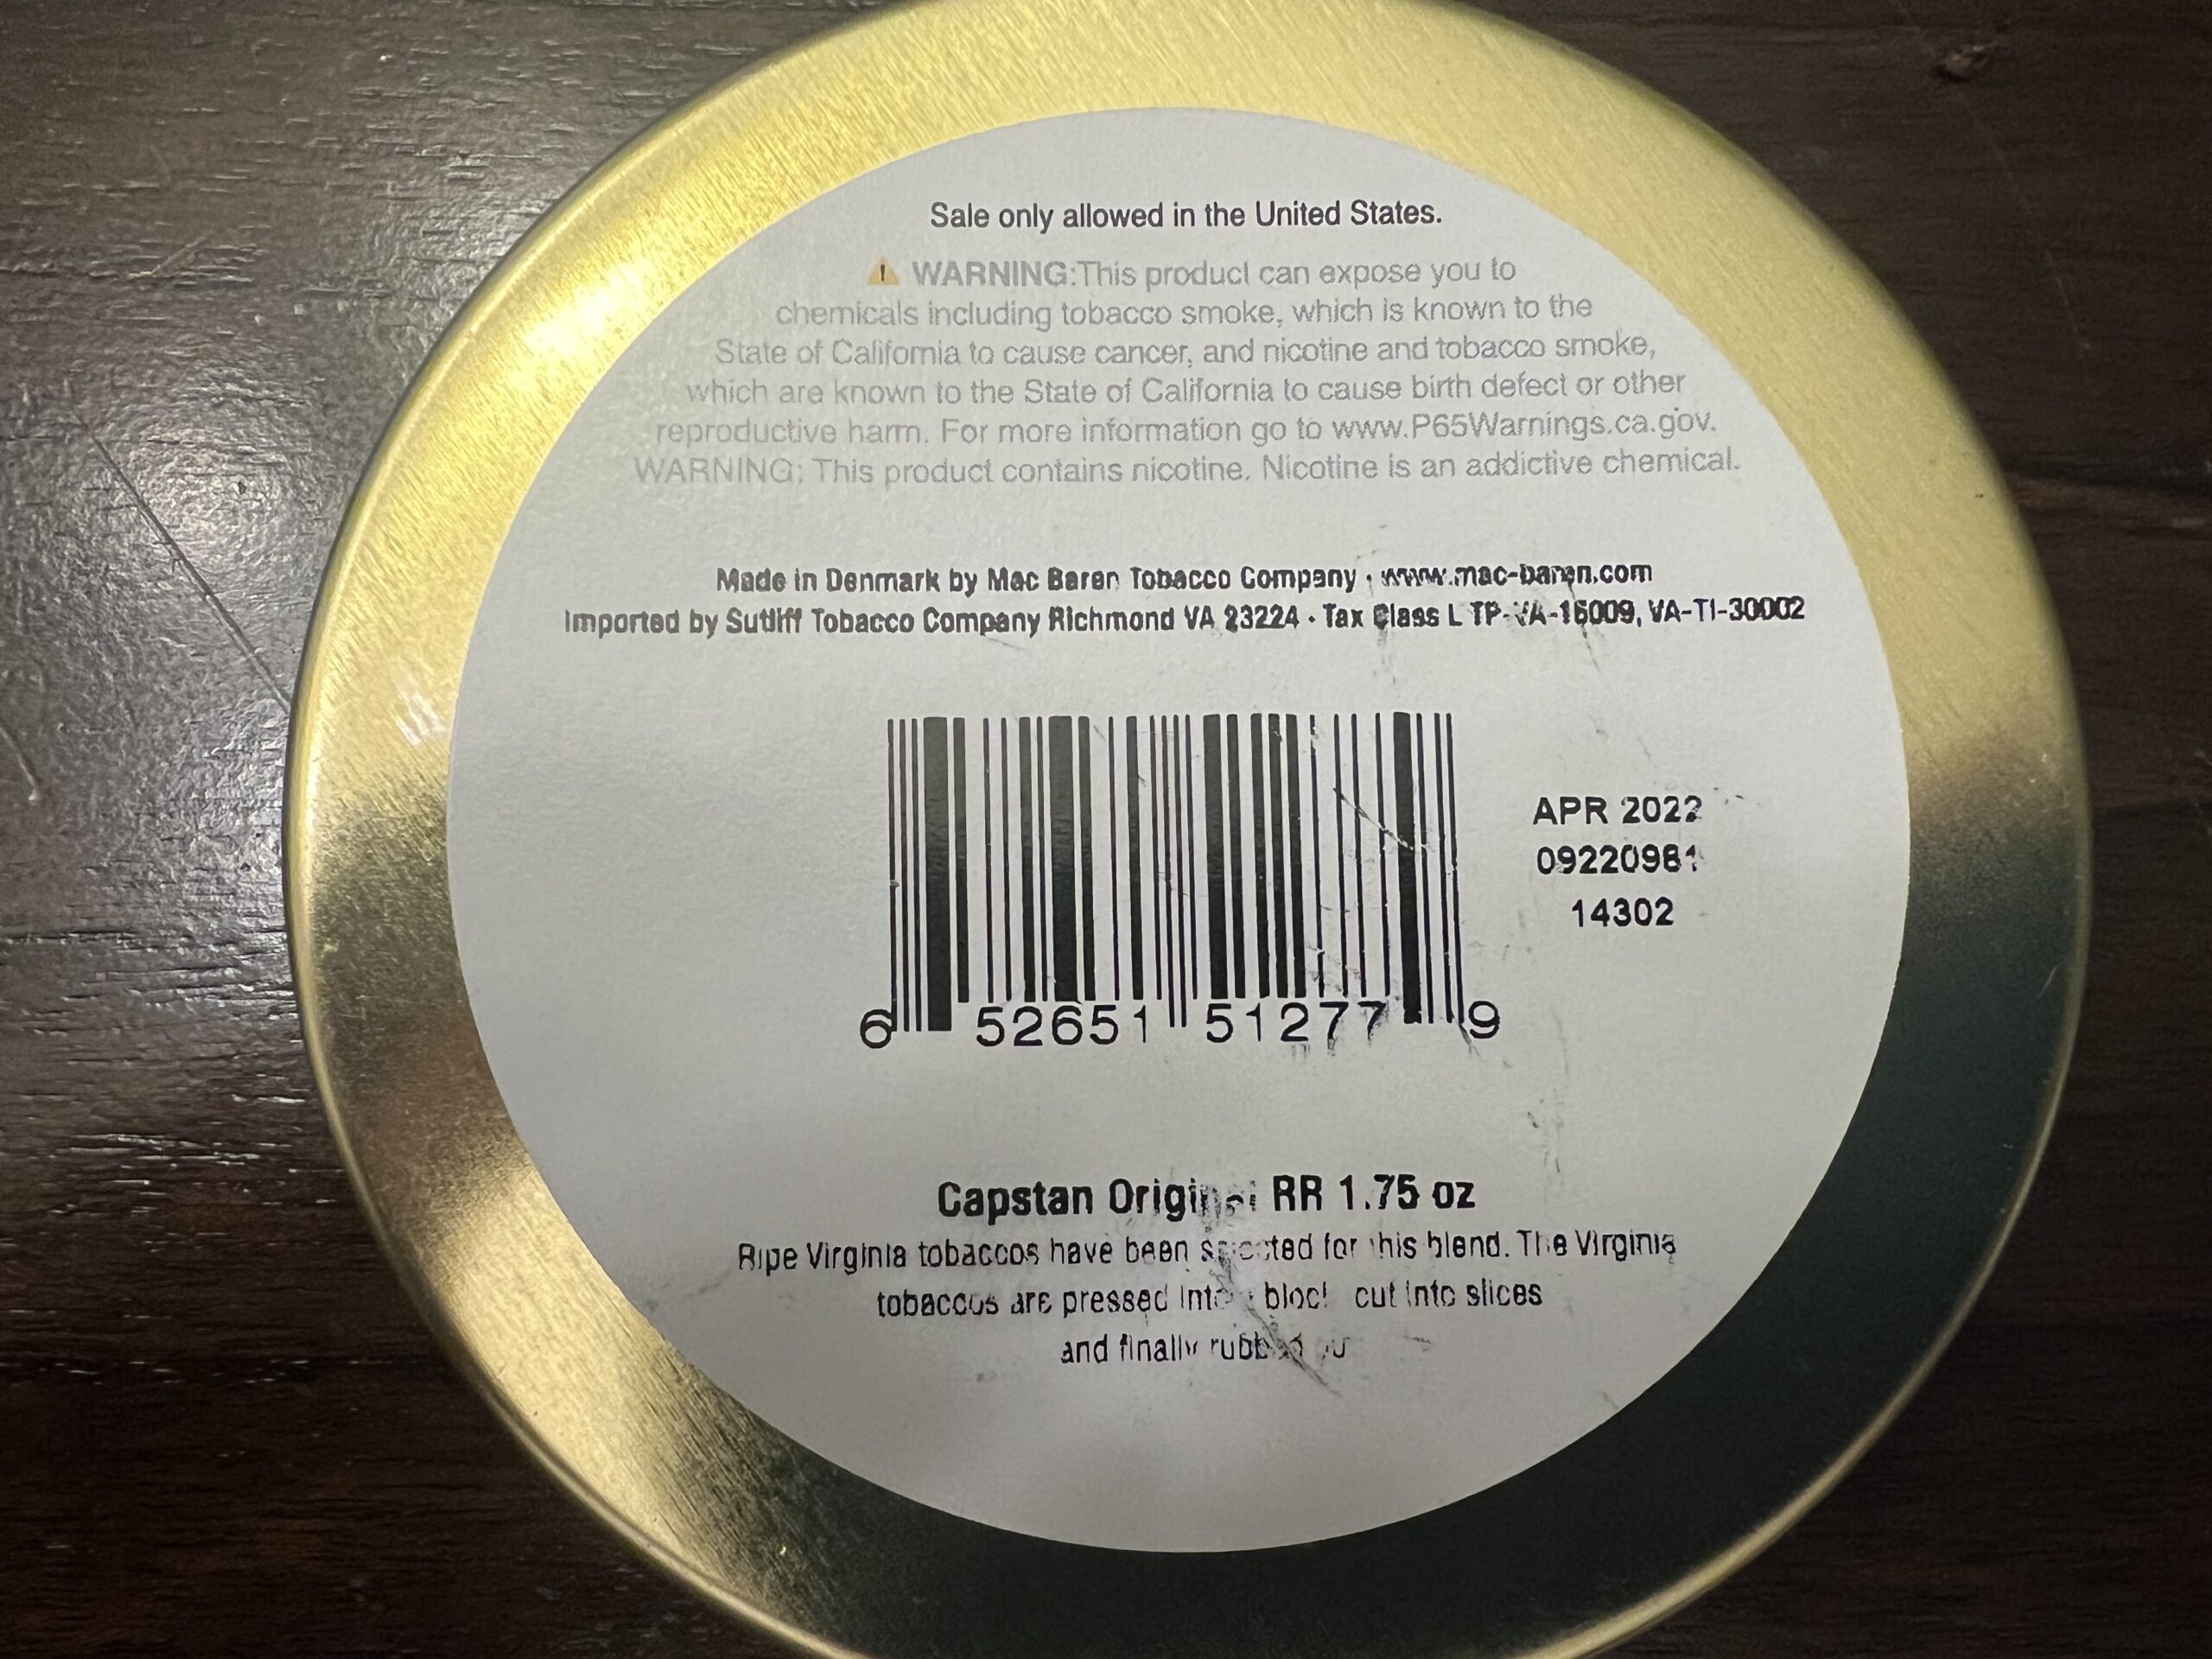 Sale only allowed in the United States.
⚠ WARNING:This product can expose you to
chemicals including tobacco smoke, which is known to the
State of California to cause cancer, and nicotine and tobacco smoke,
which are known to the State of California to cause birth defect or other
reproductive harm. For more information go to www.P65Warnings.ca.gov.
WARNING: This product contains nicotine. Nicotine is an addictive chemical.
Made in Denmark by Mac Baren Tobacco Company · www.mac-baren.com
Imported by Sutliff Tobacco Company Richmond VA 23224 · Tax Class L TP-VA-15009, VA-TI-30002
APR 2022
09220981
14302
6 52651 51277 9
Capstan Original RR 1.75 oz
Ripe Virginia tobaccos have been selected for this blend. The Virginia
tobaccos are pressed into block cut into slices
and finally rubbed